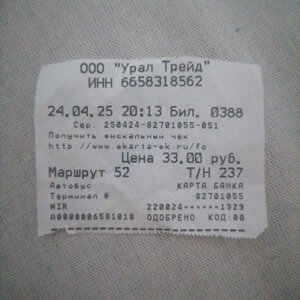 ООО "Урал Трейд"
ИНН 6658318562
24.04.25 20:13 Бил. 0388
Сер. 250424-82701055-051
Получить фискальный чек
http://www.ekarta-ek.ru/fc
Цена 33.00 руб.
Маршрут 52 Т/Н 237
Автобус КАРТА БАНКА
Терминал № 82701055
MIR 220024******1329
A0000006581010 ОДОБРЕНО КОД:00